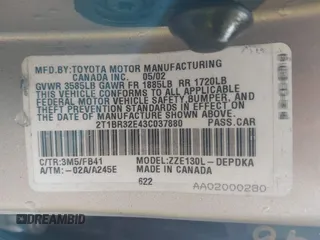 MFD.BY:TOYOTA MOTOR MANUFACTURING
CANADA INC. 05/02
GVWR 3585LB GAWR FR 1885LB RR 1720LB
THIS VEHICLE CONFORMS TO ALL APPLICABLE
FEDERAL MOTOR VEHICLE SAFETY, BUMPER, AND
THEFT PREVENTION STANDARDS IN EFFECT ON
THE DATE OF MANUFACTURE SHOWN ABOVE.
2T1BR32E43C037880 PASS.CAR
C/TR:3M5/FB41 MODEL:ZZE130L-DEPDKA
A/TM:-02A/A245E MADE IN CANADA
622 AA02000280
DREAMBID